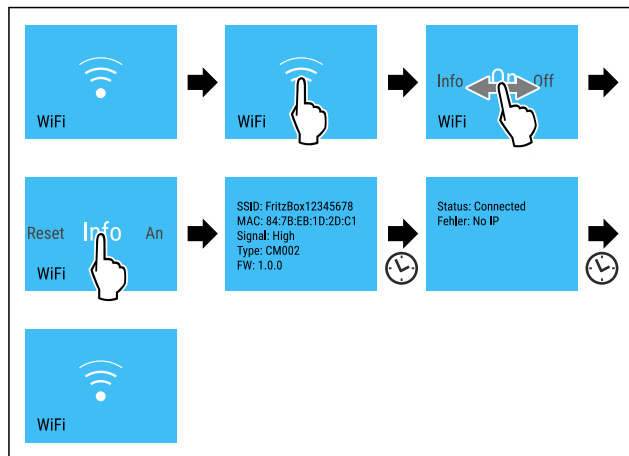 WiFi
WiFi
Info On Off
WiFi
Reset Info An
WiFi
SSID: FritzBox12345678
MAC: 84:7B:EB:1D:2D:C1
Signal: High
Type: CM002
FW: 1.0.0
Status: Connected
Fehler: No IP
WiFi